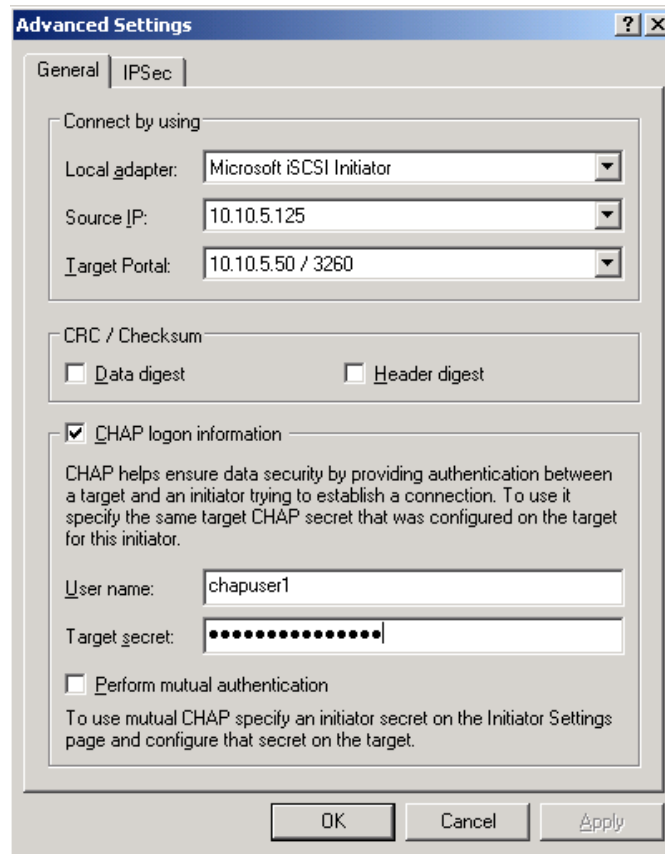 Advanced Settings
General IPSec
Connect by using
Local adapter: Microsoft iSCSI Initiator
Source IP: 10.10.5.125
Target Portal: 10.10.5.50 / 3260
CRC / Checksum
Data digest Header digest
CHAP logon information
CHAP helps ensure data security by providing authentication between
a target and an initiator trying to establish a connection. To use it
specify the same target CHAP secret that was configured on the target
for this initiator.
User name: chapuser1
Target secret: ●●●●●●●●●●●●●●●
Perform mutual authentication
To use mutual CHAP specify an initiator secret on the Initiator Settings
page and configure that secret on the target.
OK Cancel Apply